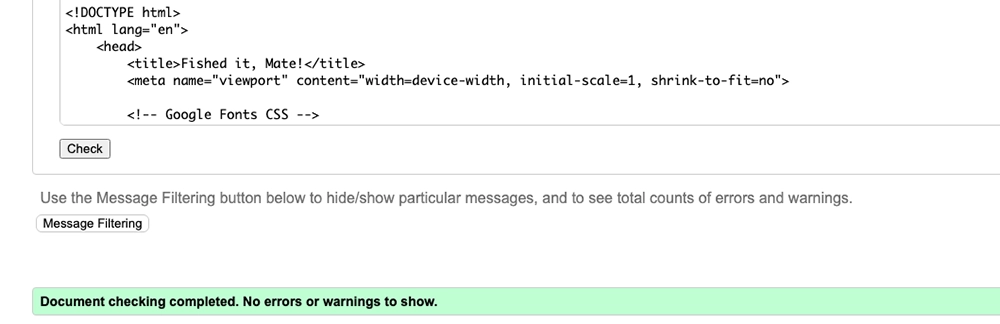 <!DOCTYPE html>
<html lang="en">
<head>
<title>Fished it, Mate!</title>
<meta name="viewport" content="width=device-width, initial-scale=1, shrink-to-fit=no">
<!-- Google Fonts CSS -->
Check
Use the Message Filtering button below to hide/show particular messages, and to see total counts of errors and warnings.
Message Filtering
Document checking completed. No errors or warnings to show.